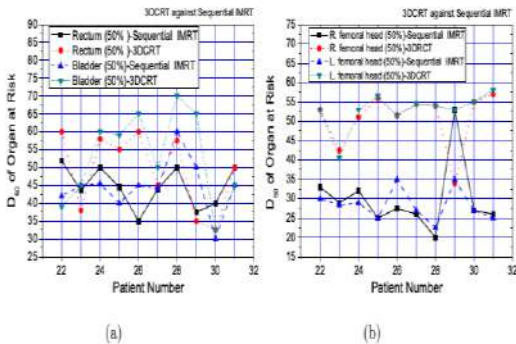 3DCRT against Sequential IMRT
Rectum (50%)-Sequential IMRT
Rectum (50%)-3DCRT
Bladder (50%)-Sequential IMRT
Bladder (50%)-3DCRT
90
85
80
75
70
65
60
55
50
45
40
35
30
25
D50 of Organ at Risk
22 24 26 28 30 32
Patient Number
(a)
3DCRT against Sequential IMRT
R. femoral head (50%)-Sequential IMRT
R. femoral head (50%)-3DCRT
L. femoral head (50%)-Sequential IMRT
L. femoral head (50%)-3DCRT
75
70
65
60
55
50
45
40
35
30
25
20
15
D50 of Organ at Risk
22 24 26 28 30 32
Patient Number
(b)